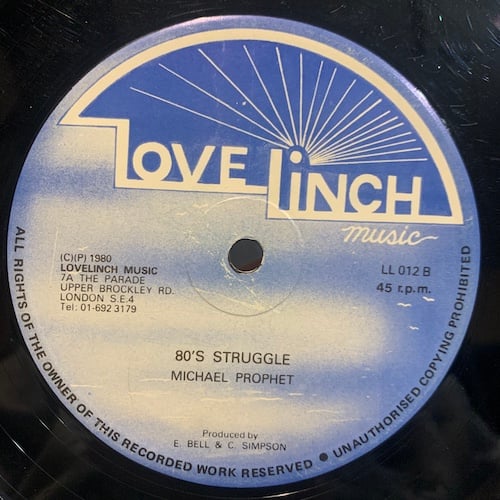 LOVE LINCH
music
(C)(P) 1980
LOVELINCH MUSIC
7A THE PARADE
UPPER BROCKLEY RD.
LONDON S.E.4
Tel: 01-692 3179
LL 012 B
45 r.p.m.
80'S STRUGGLE
MICHAEL PROPHET
Produced by
E. BELL & C. SIMPSON
ALL RIGHTS OF THE OWNER OF THIS RECORDED WORK RESERVED ● UNAUTHORISED COPYING PROHIBITED